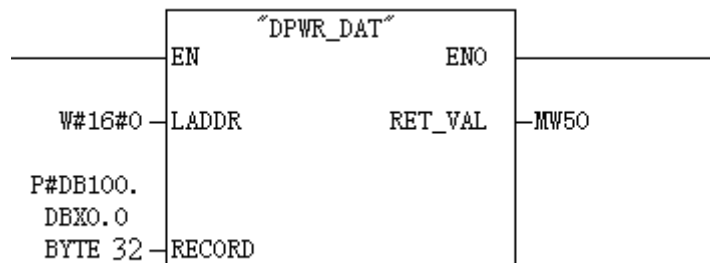 "DPWR_DAT"
EN ENO
W#16#0 LADDR RET_VAL MW50
P#DB100.
DBX0.0
BYTE 32 RECORD